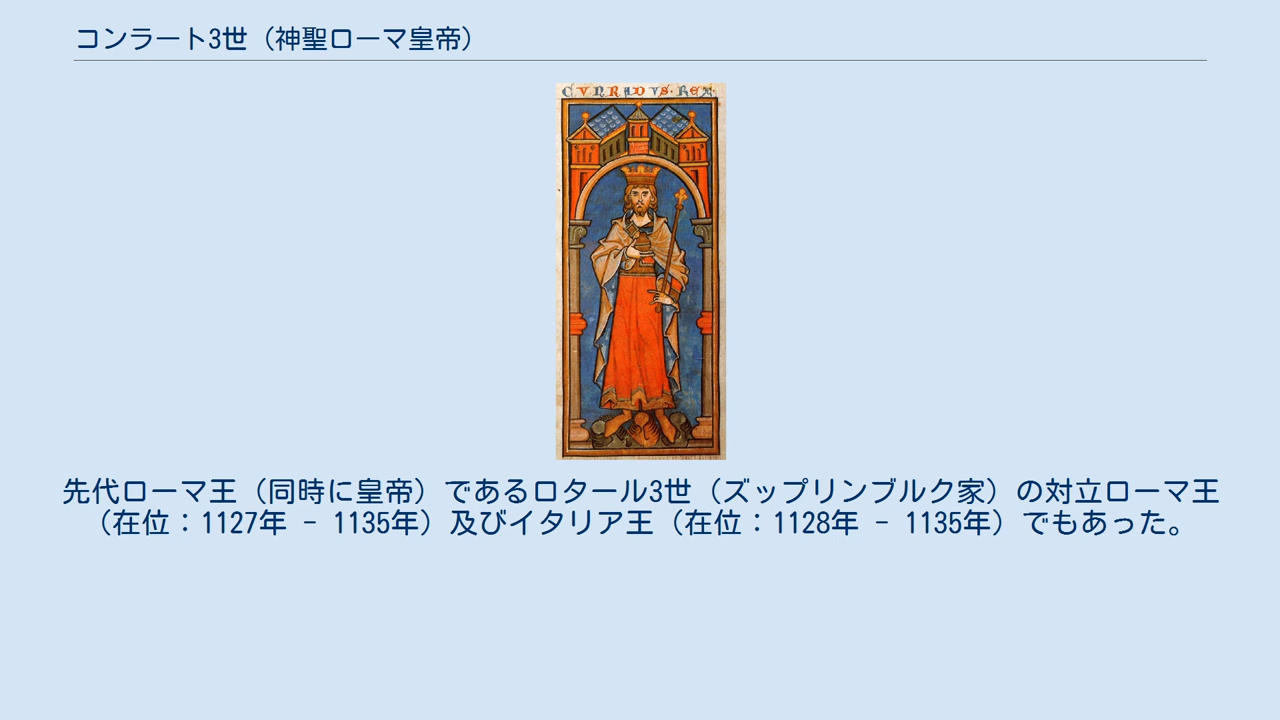 コンラート3世（神聖ローマ皇帝）
CVNRADVS·REX·
先代ローマ王（同時に皇帝）であるロタール3世（ズップリンブルク家）の対立ローマ王
（在位：1127年 - 1135年）及びイタリア王（在位：1128年 - 1135年）でもあった。